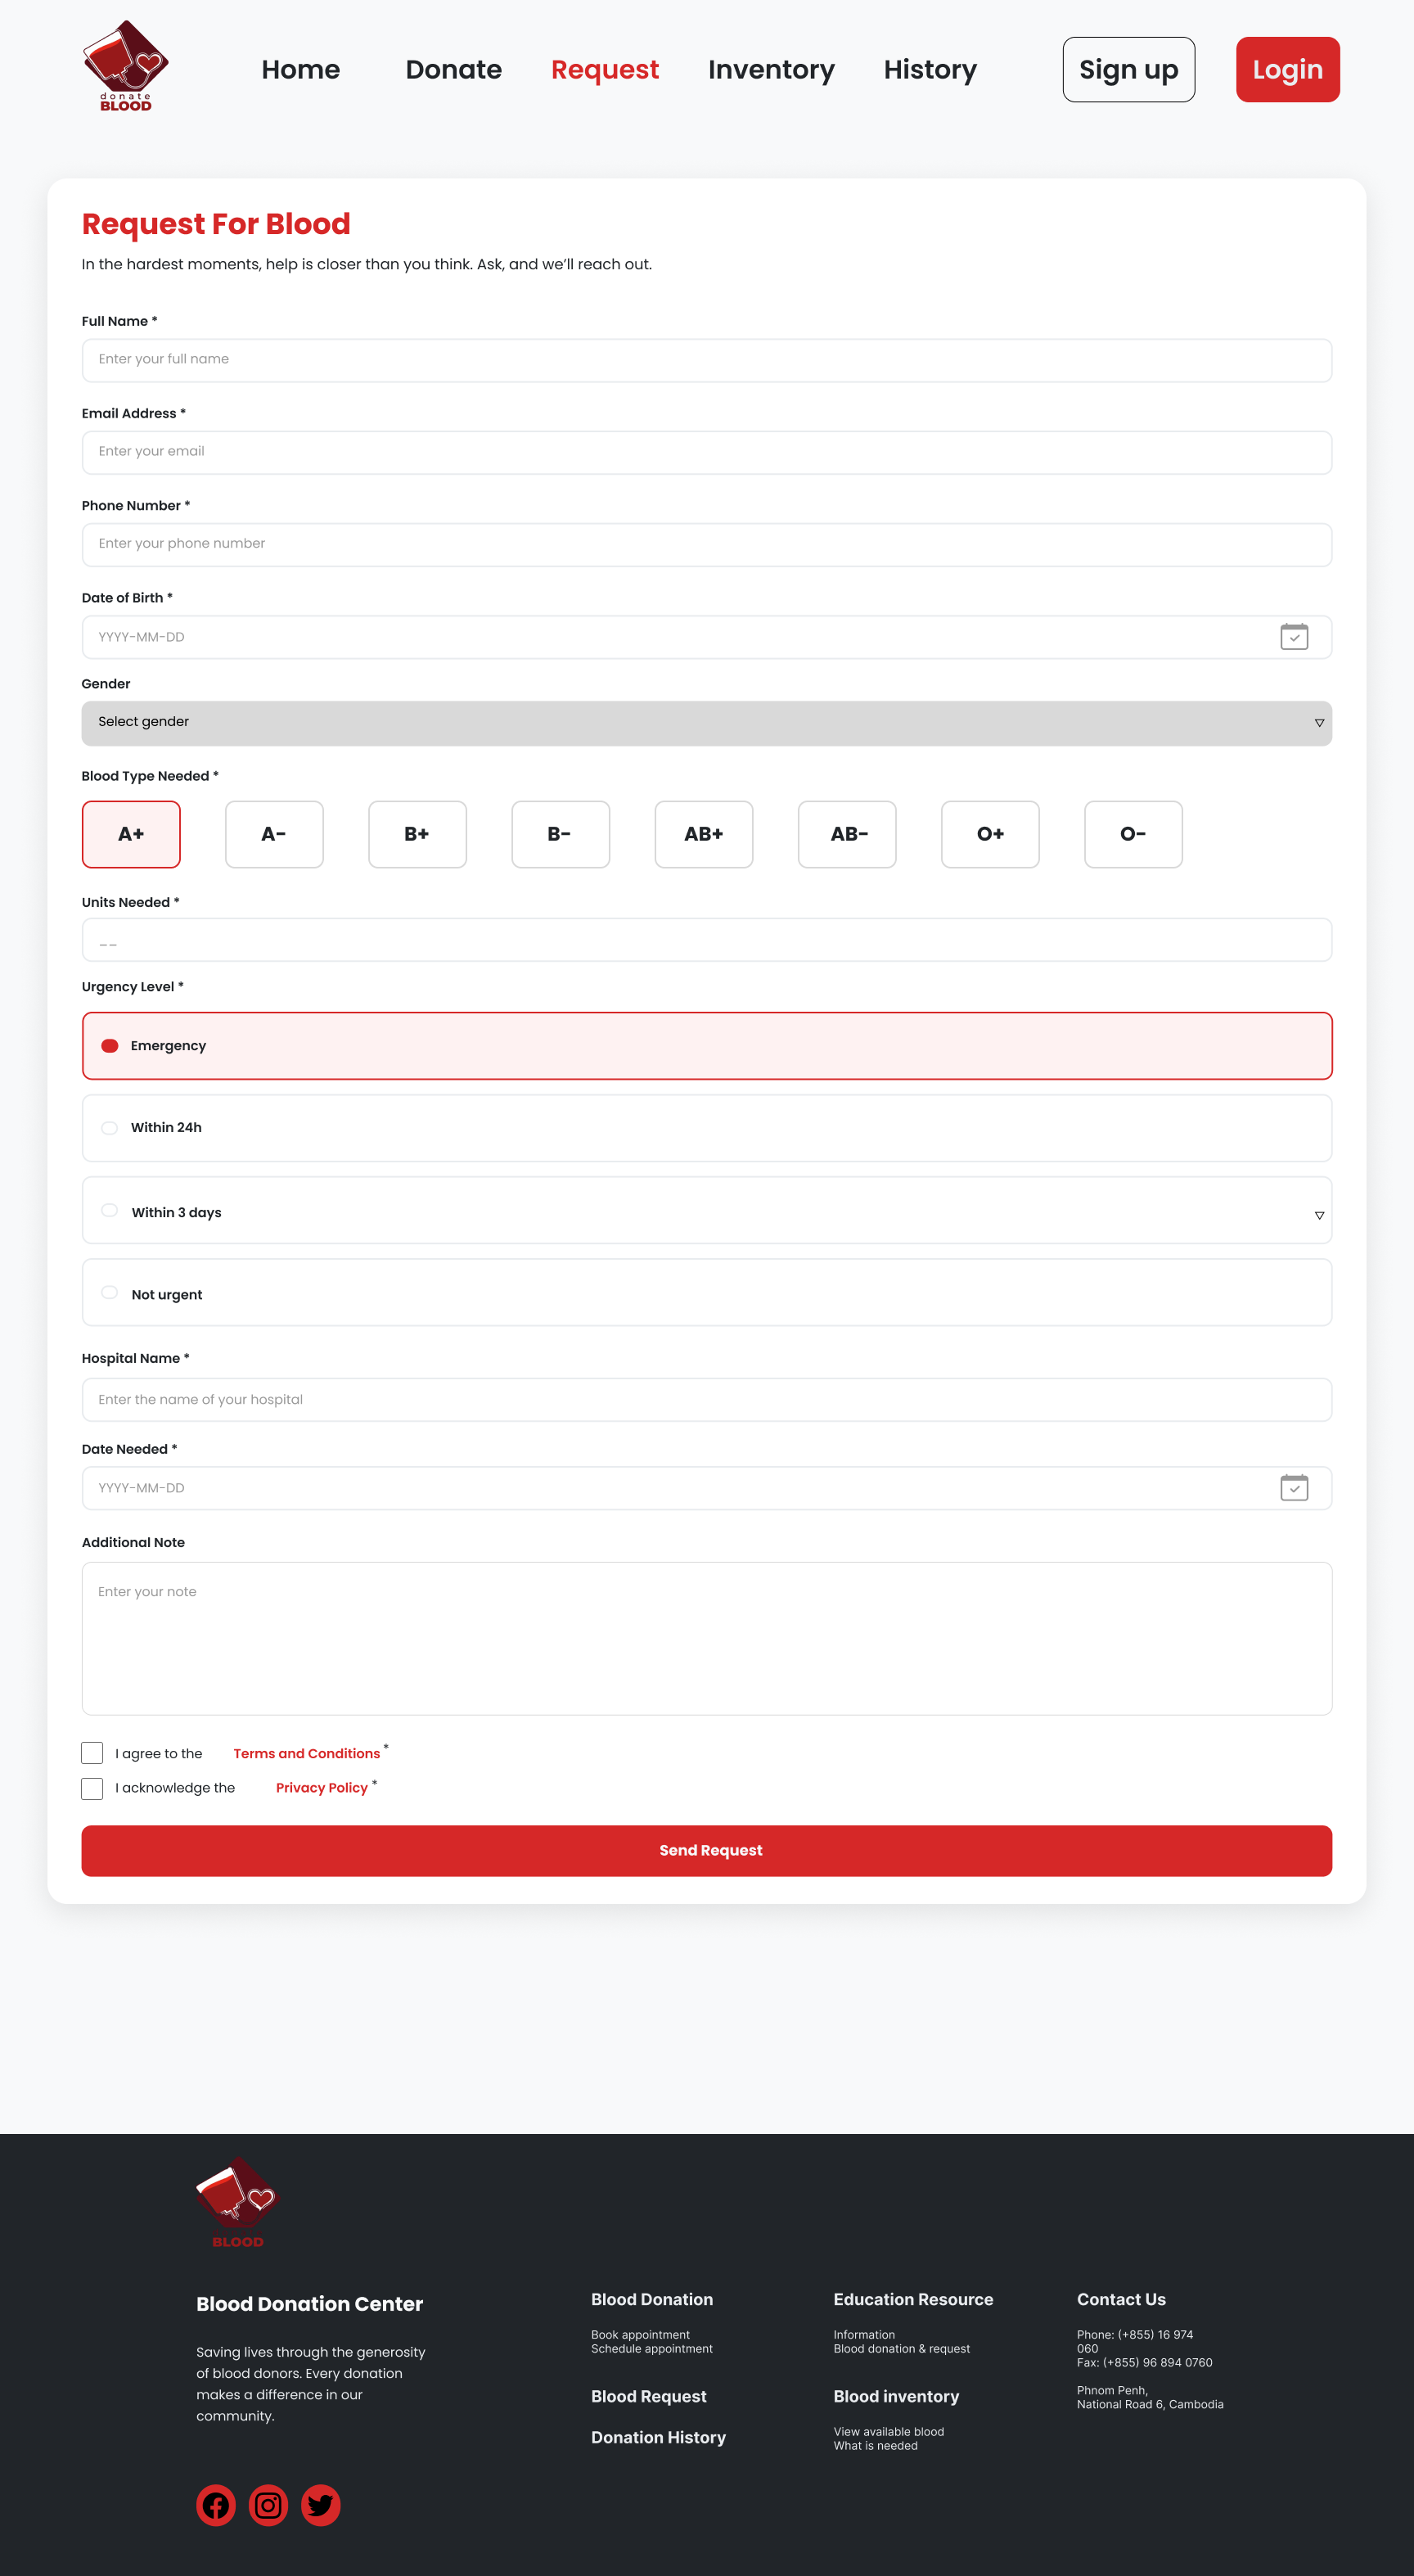 donate
BLOOD
Home Donate Request Inventory History Sign up Login
Request For Blood
In the hardest moments, help is closer than you think. Ask, and we’ll reach out.
Full Name *
Enter your full name
Email Address *
Enter your email
Phone Number *
Enter your phone number
Date of Birth *
YYYY-MM-DD
Gender
Select gender
Blood Type Needed *
A+ A- B+ B- AB+ AB- O+ O-
Units Needed *
__
Urgency Level *
Emergency
Within 24h
Within 3 days
Not urgent
Hospital Name *
Enter the name of your hospital
Date Needed *
YYYY-MM-DD
Additional Note
Enter your note
I agree to the Terms and Conditions *
I acknowledge the Privacy Policy *
Send Request
BLOOD
Blood Donation Center
Saving lives through the generosity
of blood donors. Every donation
makes a difference in our
community.
Blood Donation
Book appointment
Schedule appointment
Blood Request
Donation History
Education Resource
Information
Blood donation & request
Blood inventory
View available blood
What is needed
Contact Us
Phone: (+855) 16 974
060
Fax: (+855) 96 894 0760
Phnom Penh,
National Road 6, Cambodia